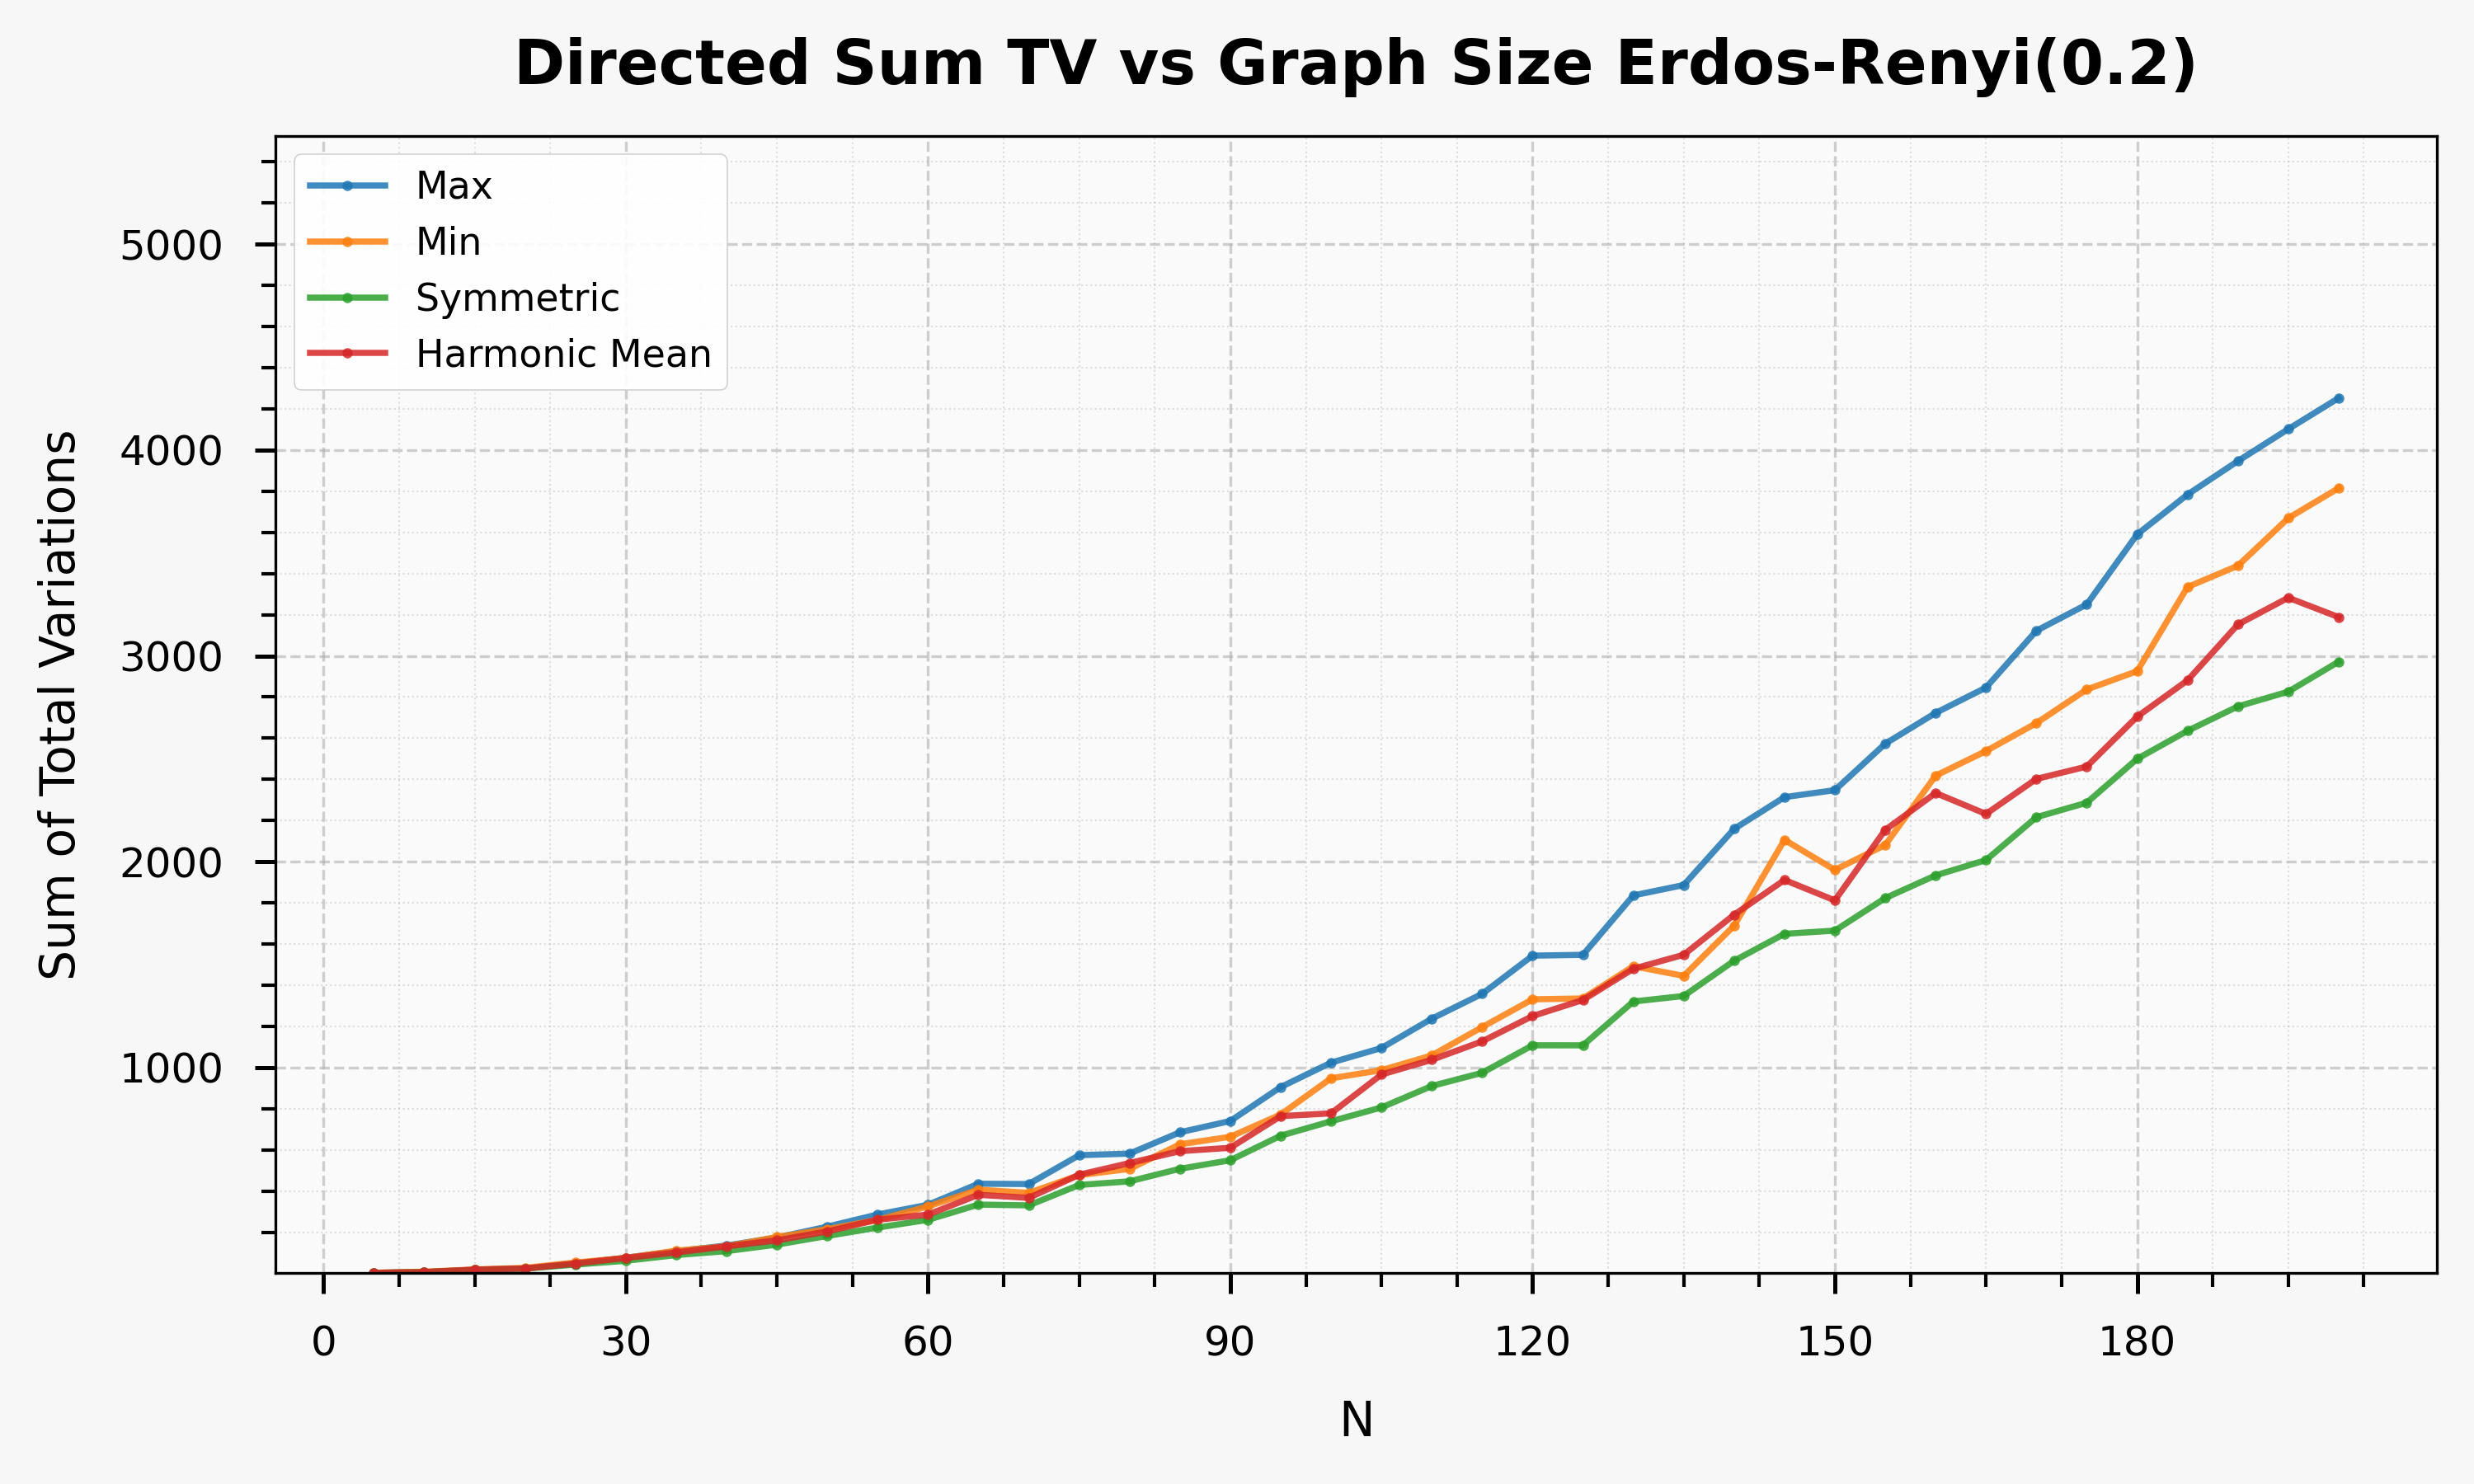 Directed Sum TV vs Graph Size Erdos-Renyi(0.2)
Max
Min
Symmetric
Harmonic Mean
Sum of Total Variations
5000
4000
3000
2000
1000
0 30 60 90 120 150 180
N